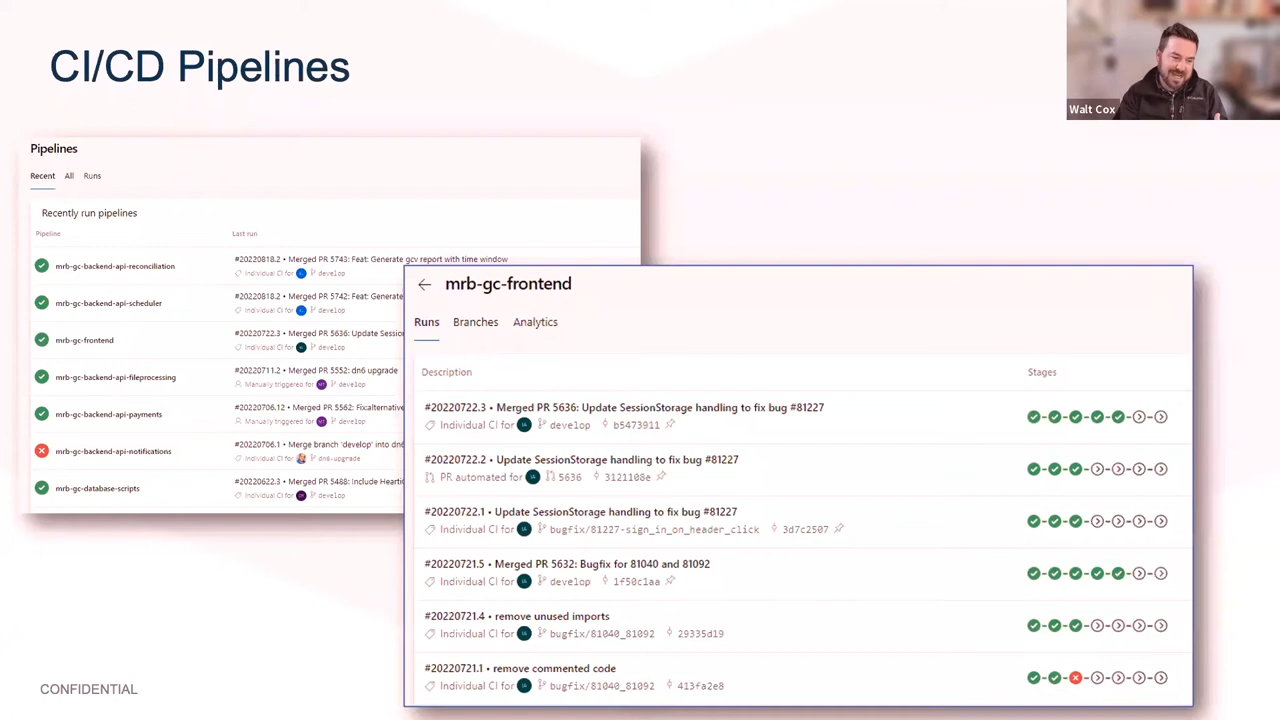 CI/CD Pipelines
Walt Cox
Pipelines
Recent All Runs
Recently run pipelines
Pipeline Last run
mrb-gc-backend-api-reconciliation
#20220818.2 • Merged PR 5743: Feat: Generate gcv report with time window
Individual CI for develop
mrb-gc-backend-api-scheduler
#20220818.2 • Merged PR 5742: Feat: Generate
Individual CI for develop
mrb-gc-frontend
#20220722.3 • Merged PR 5636: Update Session
Individual CI for develop
mrb-gc-backend-api-fileprocessing
#20220711.2 • Merged PR 5552: dn6 upgrade
Manually triggered for develop
mrb-gc-backend-api-payments
#20220706.12 • Merged PR 5562: Fixalternative
Manually triggered for develop
mrb-gc-backend-api-notifications
#20220706.1 • Merge branch 'develop' into dn6
Individual CI for dn6-upgrade
mrb-gc-database-scripts
#20220622.3 • Merged PR 5488: Include Hearti
Individual CI for develop
mrb-gc-frontend
Runs Branches Analytics
Description Stages
#20220722.3 • Merged PR 5636: Update SessionStorage handling to fix bug #81227
Individual CI for develop b5473911
#20220722.2 • Update SessionStorage handling to fix bug #81227
PR automated for 5636 3121108e
#20220722.1 • Update SessionStorage handling to fix bug #81227
Individual CI for bugfix/81227-sign_in_on_header_click 3d7c2507
#20220721.5 • Merged PR 5632: Bugfix for 81040 and 81092
Individual CI for develop 1f50c1aa
#20220721.4 • remove unused imports
Individual CI for bugfix/81040_81092 29335d19
#20220721.1 • remove commented code
Individual CI for bugfix/81040_81092 413fa2e8
CONFIDENTIAL